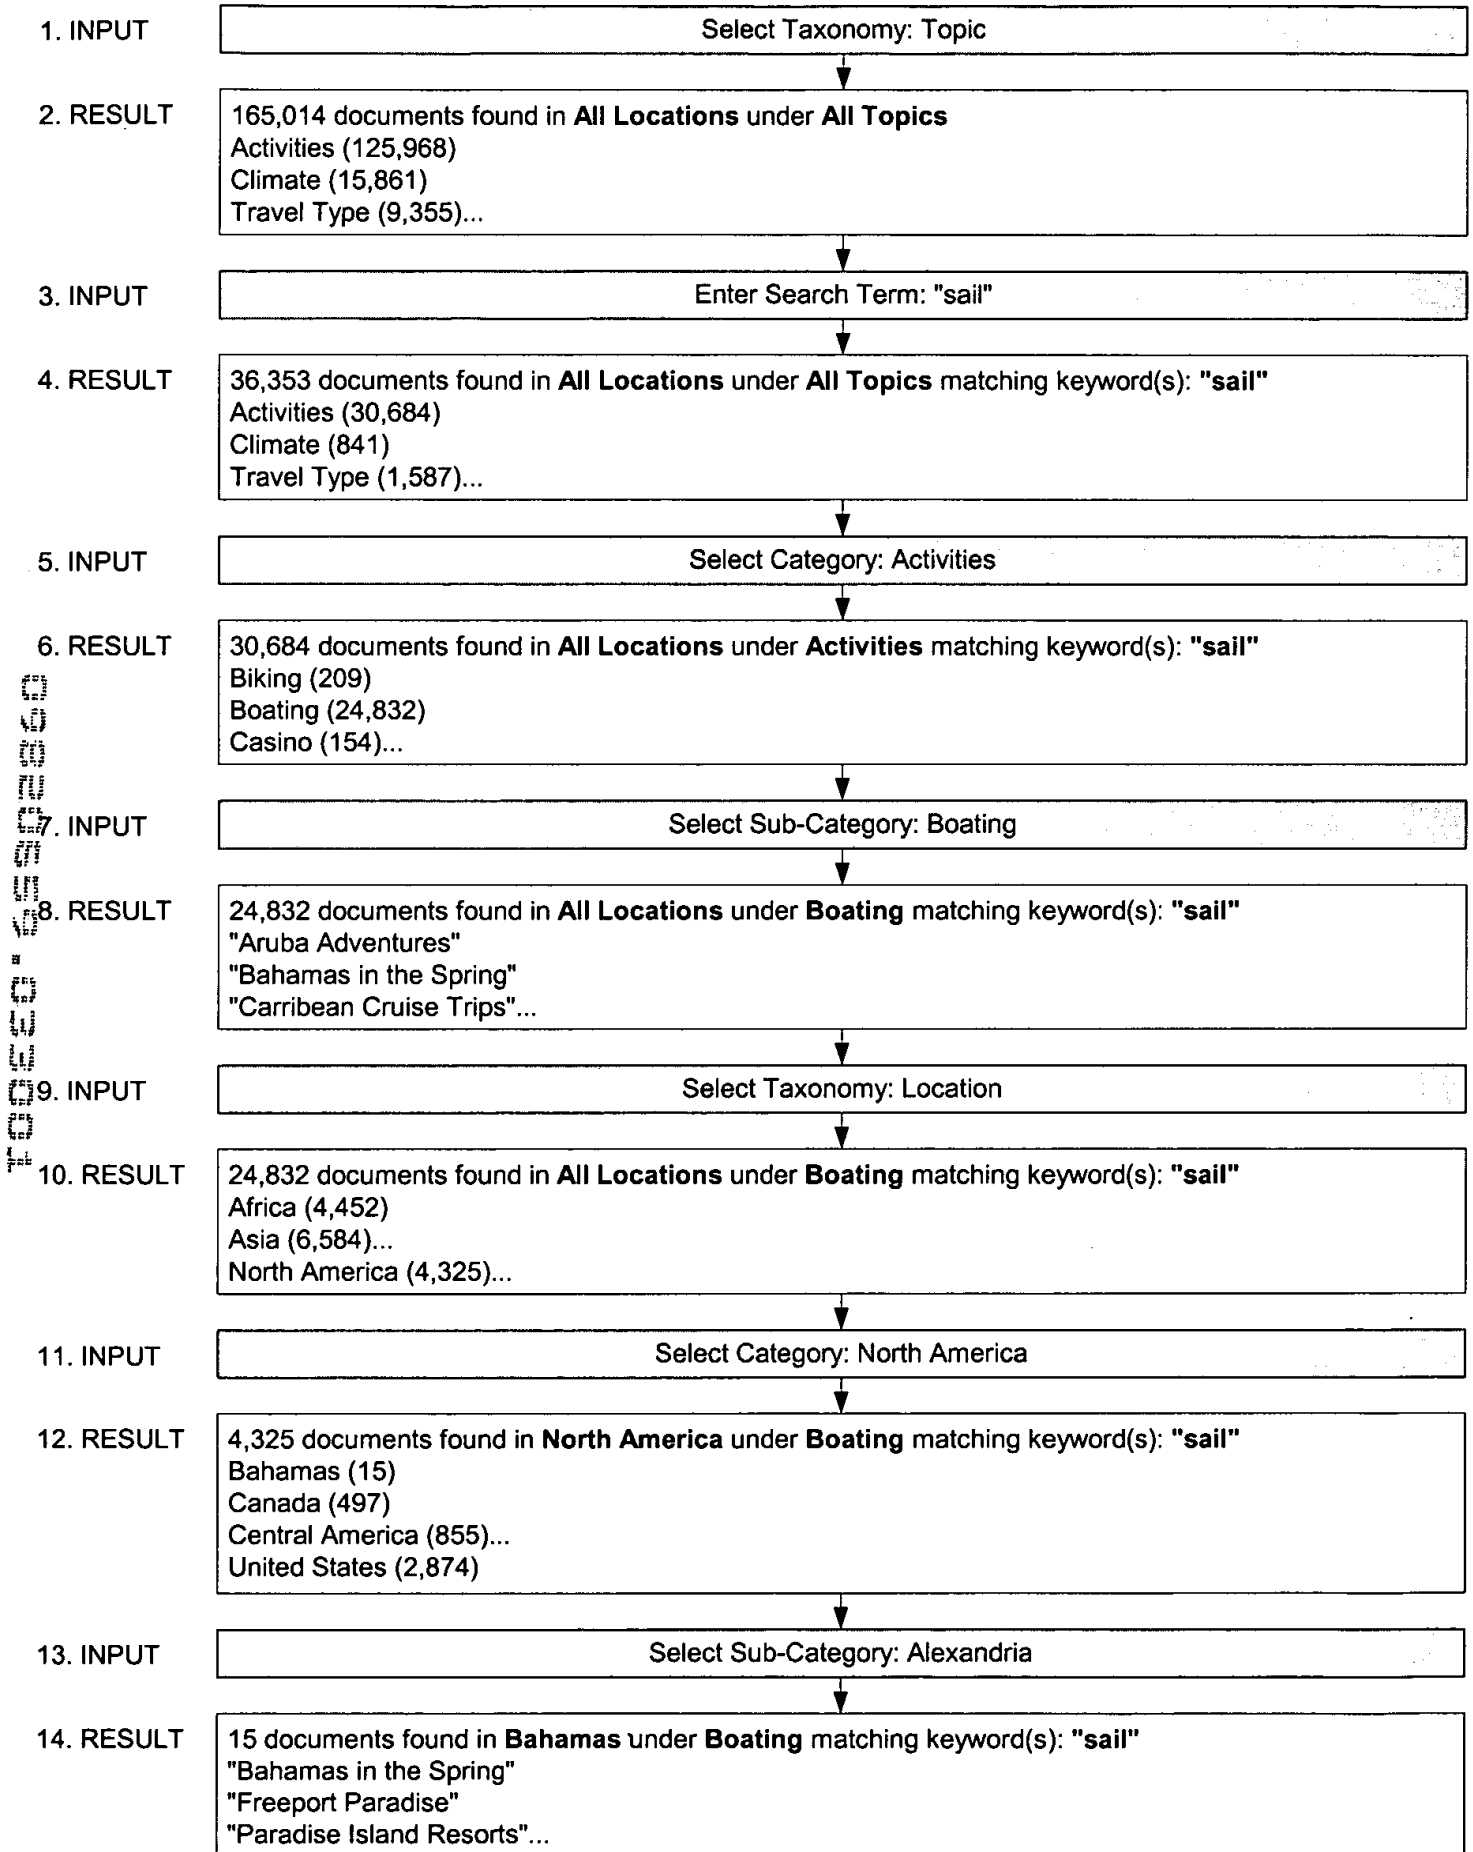 1. INPUT Select Taxonomy: Topic
2. RESULT 165,014 documents found in All Locations under All Topics
Activities (125,968)
Climate (15,861)
Travel Type (9,355)...
3. INPUT Enter Search Term: "sail"
4. RESULT 36,353 documents found in All Locations under All Topics matching keyword(s): "sail"
Activities (30,684)
Climate (841)
Travel Type (1,587)...
5. INPUT Select Category: Activities
6. RESULT 30,684 documents found in All Locations under Activities matching keyword(s): "sail"
Biking (209)
Boating (24,832)
Casino (154)...
7. INPUT Select Sub-Category: Boating
8. RESULT 24,832 documents found in All Locations under Boating matching keyword(s): "sail"
"Aruba Adventures"
"Bahamas in the Spring"
"Carribean Cruise Trips"...
9. INPUT Select Taxonomy: Location
10. RESULT 24,832 documents found in All Locations under Boating matching keyword(s): "sail"
Africa (4,452)
Asia (6,584)...
North America (4,325)...
11. INPUT Select Category: North America
12. RESULT 4,325 documents found in North America under Boating matching keyword(s): "sail"
Bahamas (15)
Canada (497)
Central America (855)...
United States (2,874)
13. INPUT Select Sub-Category: Alexandria
14. RESULT 15 documents found in Bahamas under Boating matching keyword(s): "sail"
"Bahamas in the Spring"
"Freeport Paradise"
"Paradise Island Resorts"...